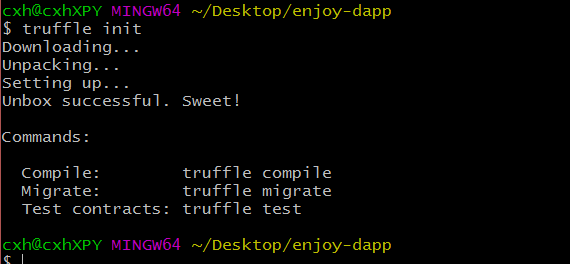 cxh@cxhXPY MINGW64 ~/Desktop/enjoy-dapp
$ truffle init
Downloading...
Unpacking...
Setting up...
Unbox successful. Sweet!
Commands:
Compile: truffle compile
Migrate: truffle migrate
Test contracts: truffle test
cxh@cxhXPY MINGW64 ~/Desktop/enjoy-dapp
$